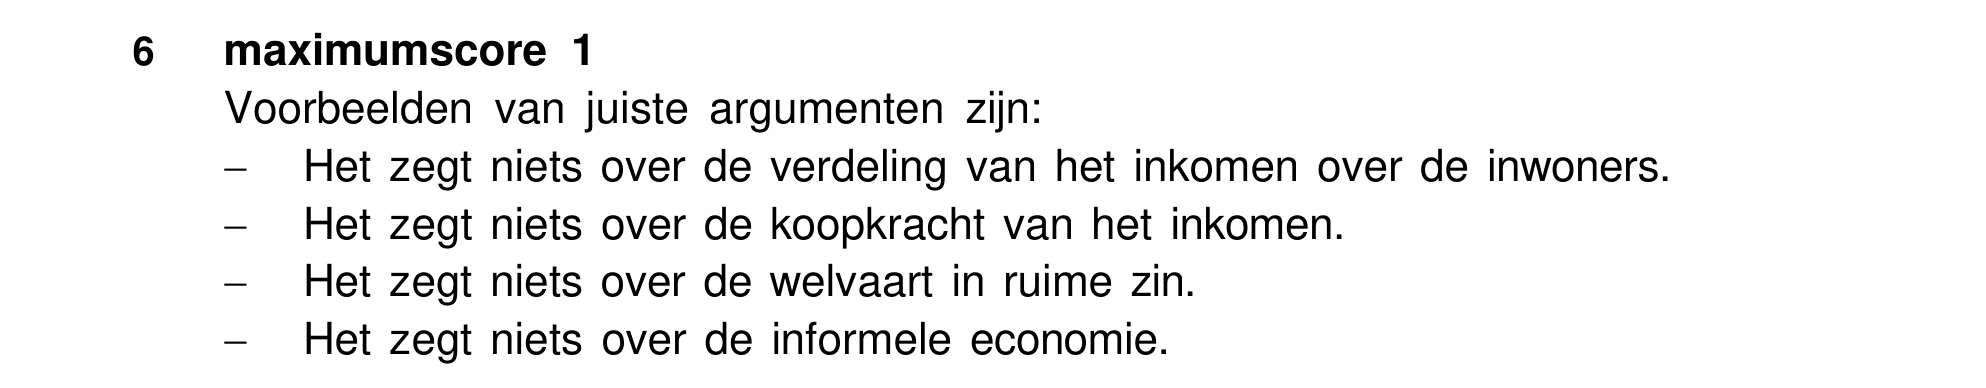 6 maximumscore 1
Voorbeelden van juiste argumenten zijn:
– Het zegt niets over de verdeling van het inkomen over de inwoners.
– Het zegt niets over de koopkracht van het inkomen.
– Het zegt niets over de welvaart in ruime zin.
– Het zegt niets over de informele economie.